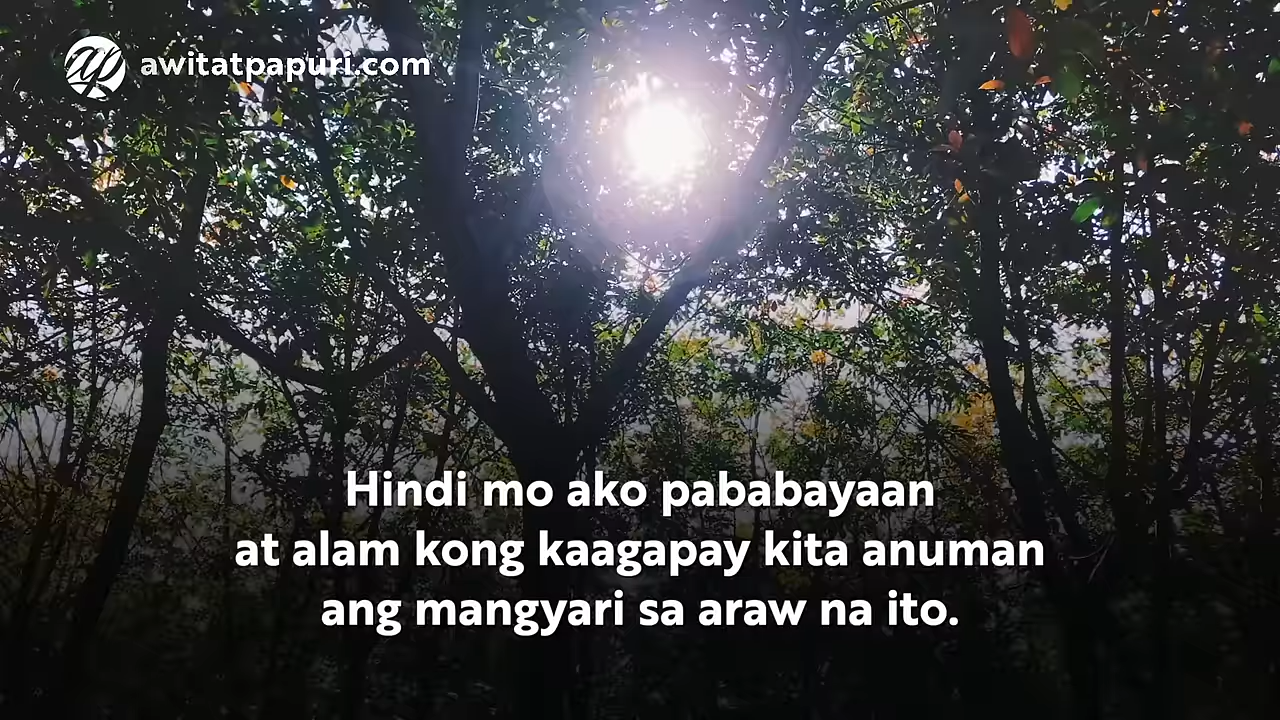 awitatpapuri.com
Hindi mo ako pababayaan
at alam kong kaagapay kita anuman
ang mangyari sa araw na ito.